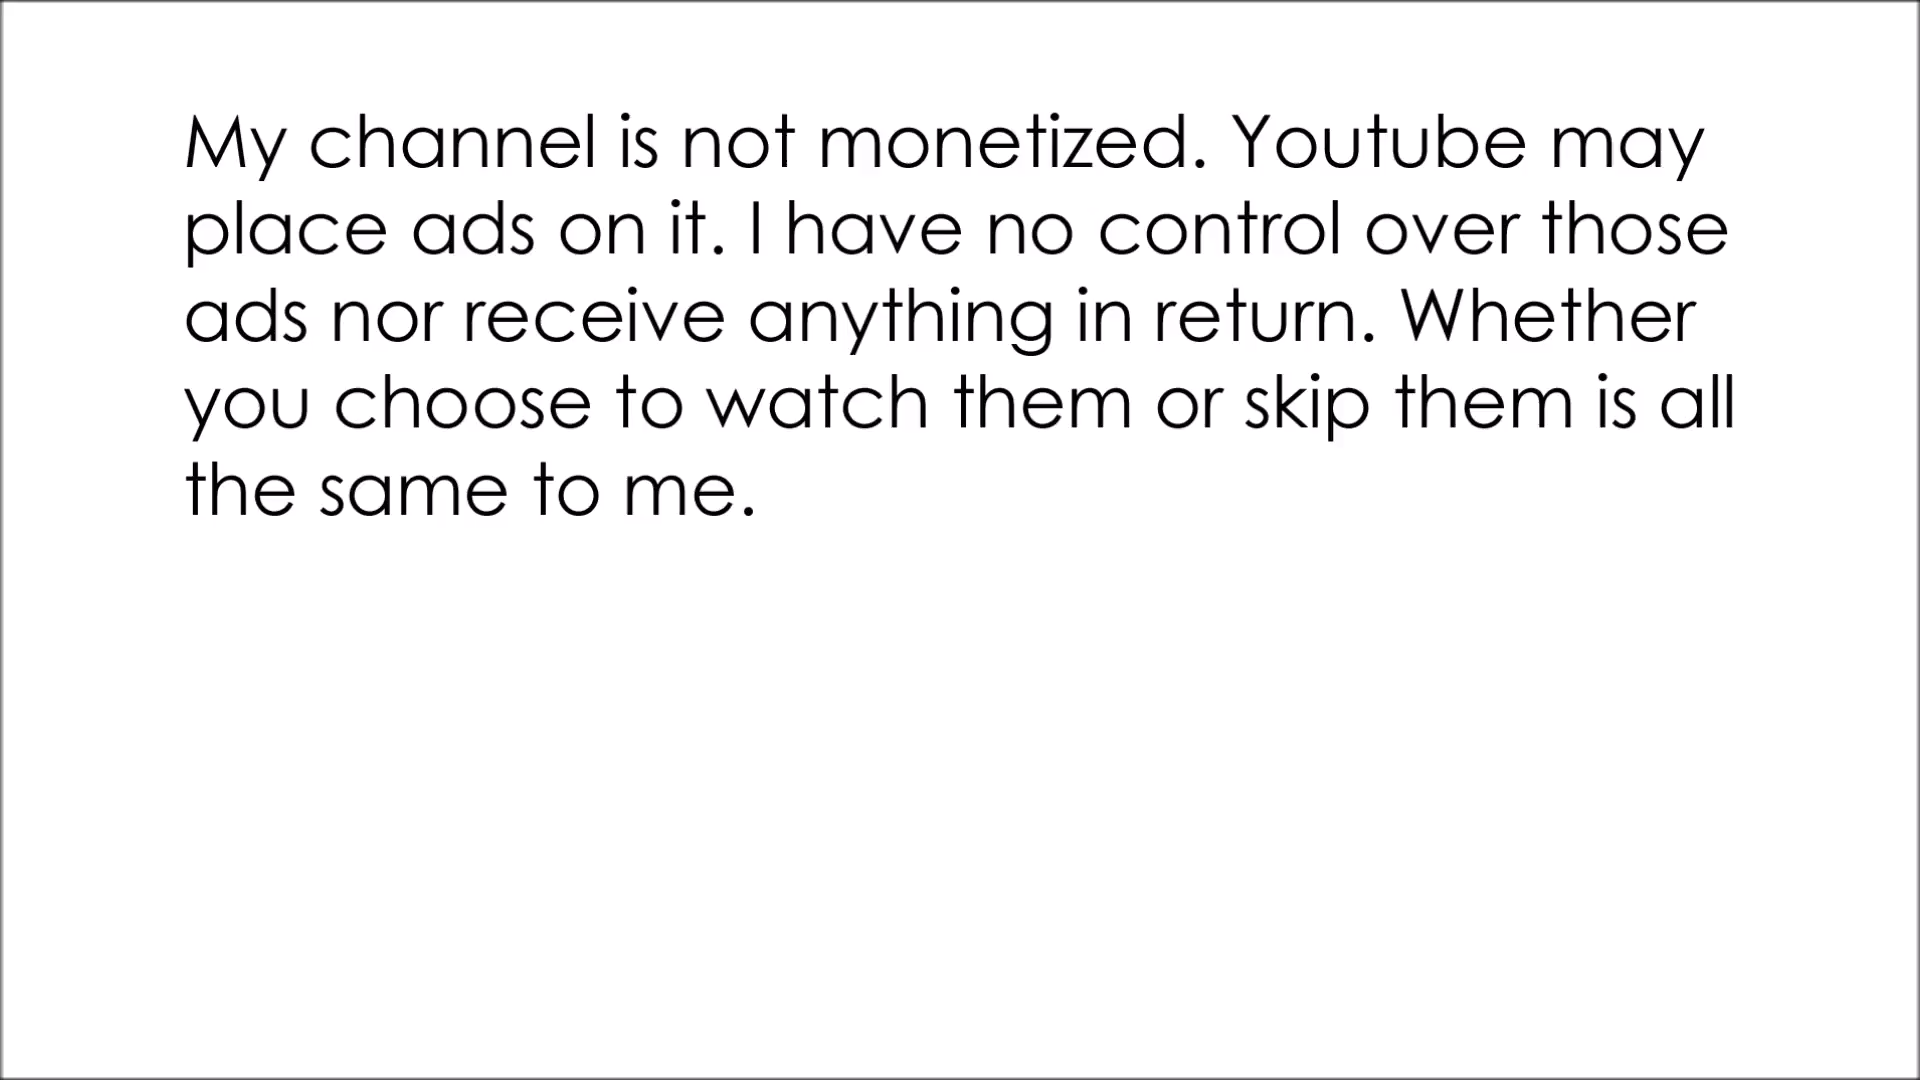 My channel is not monetized. Youtube may
place ads on it. I have no control over those
ads nor receive anything in return. Whether
you choose to watch them or skip them is all
the same to me.